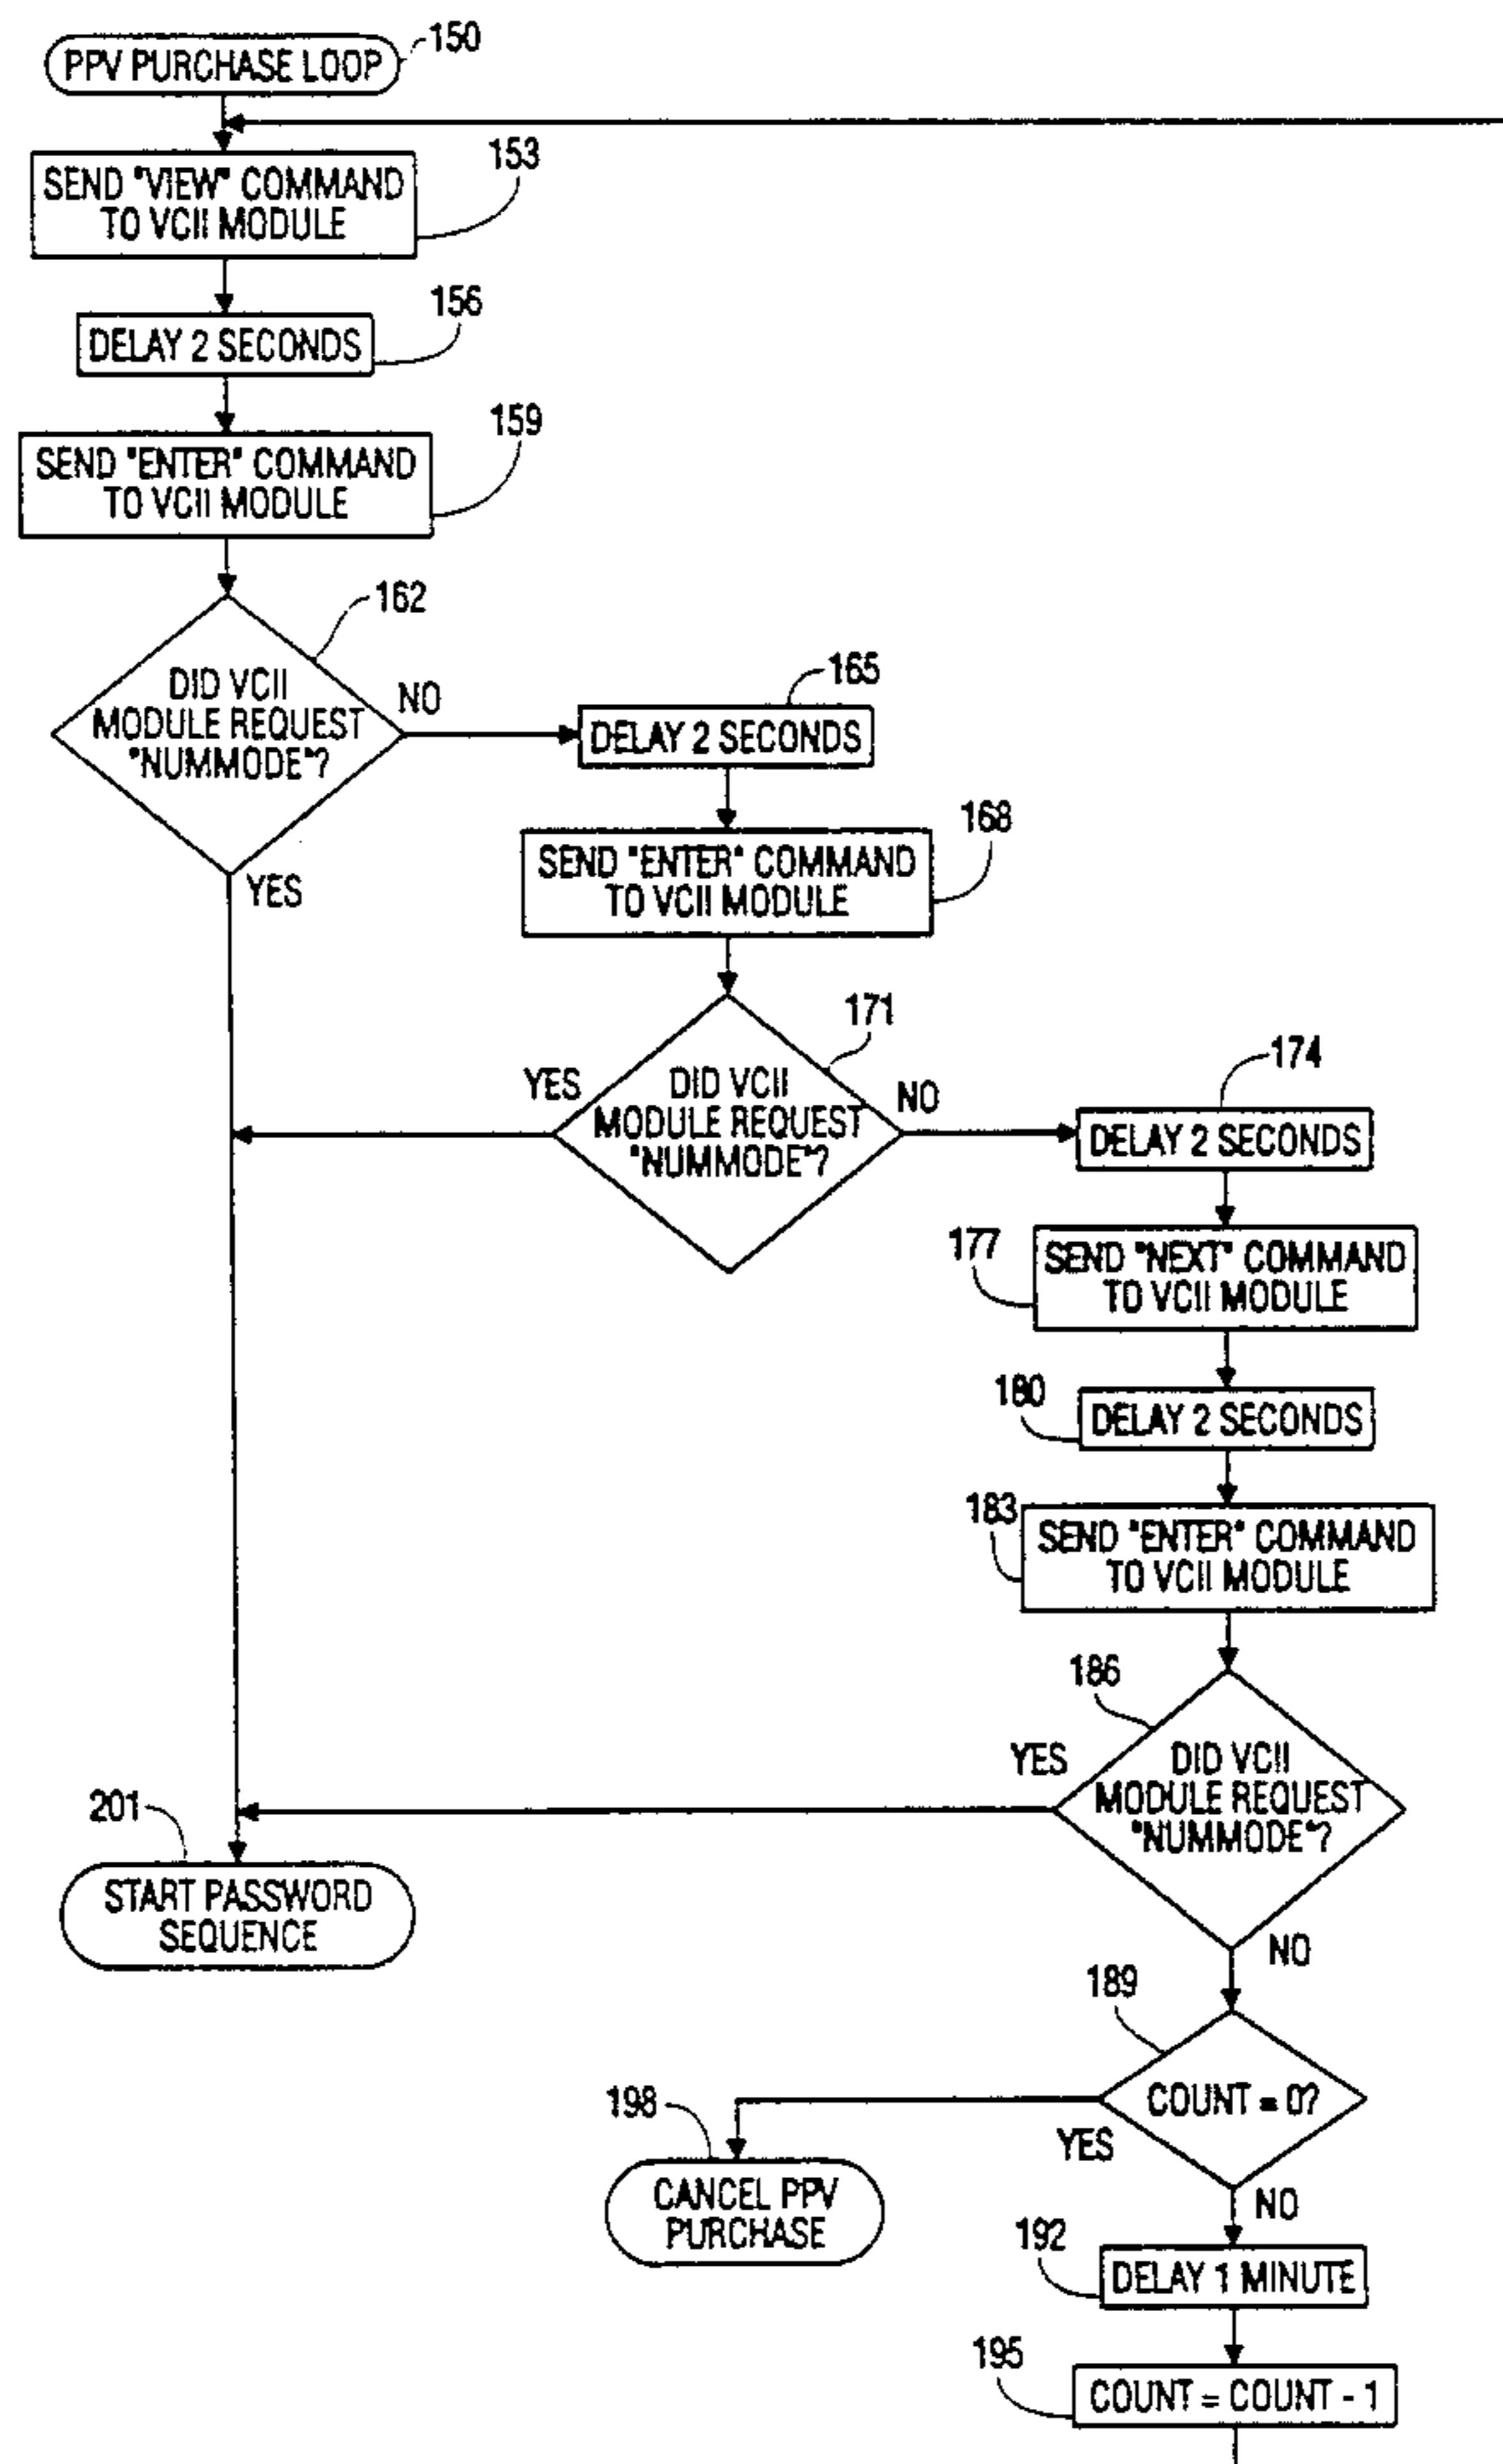 PPV PURCHASE LOOP
150
SEND "VIEW" COMMAND
TO VCII MODULE
153
DELAY 2 SECONDS
156
SEND "ENTER" COMMAND
TO VCII MODULE
159
DID VCII
MODULE REQUEST
"NUMMODE"?
162
NO
YES
DELAY 2 SECONDS
165
SEND "ENTER" COMMAND
TO VCII MODULE
168
DID VCII
MODULE REQUEST
"NUMMODE"?
171
YES
NO
DELAY 2 SECONDS
174
SEND "NEXT" COMMAND
TO VCII MODULE
177
DELAY 2 SECONDS
180
SEND "ENTER" COMMAND
TO VCII MODULE
183
DID VCII
MODULE REQUEST
"NUMMODE"?
186
YES
NO
201
START PASSWORD
SEQUENCE
189
COUNT = 0?
YES
NO
198
CANCEL PPV
PURCHASE
192
DELAY 1 MINUTE
195
COUNT = COUNT - 1